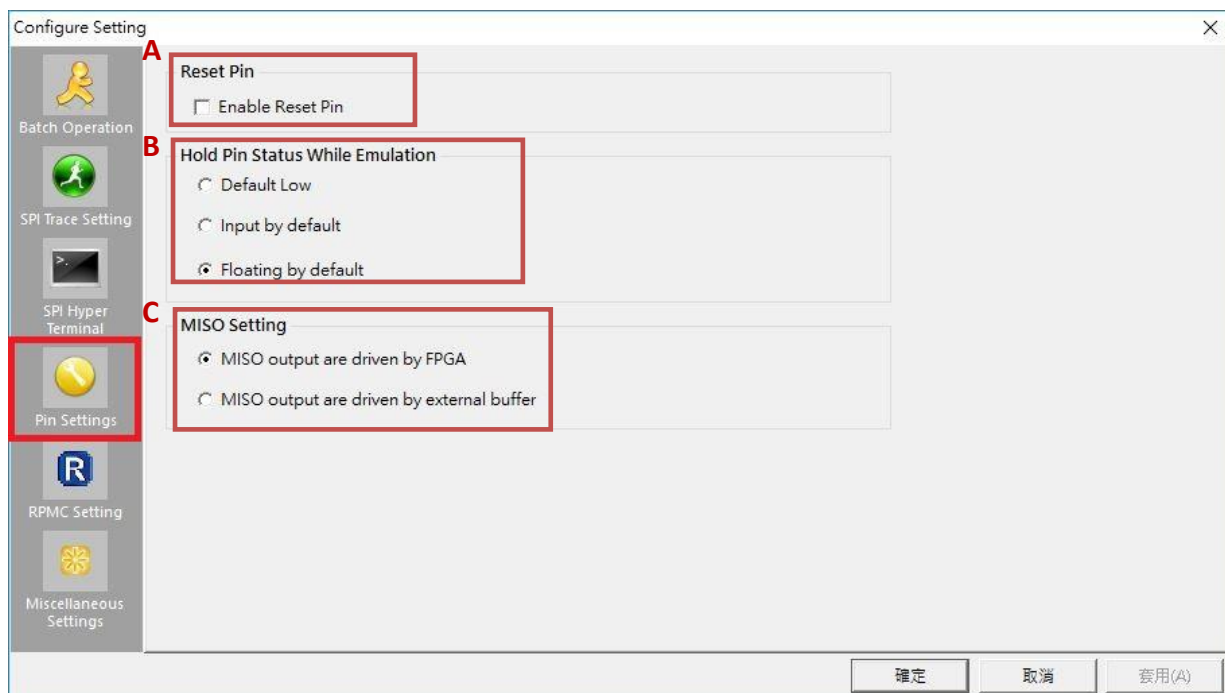 Configure Setting
A
Reset Pin
Enable Reset Pin
Batch Operation
B
Hold Pin Status While Emulation
Default Low
SPI Trace Setting
Input by default
>.
Floating by default
SPI Hyper
Terminal
C
MISO Setting
MISO output are driven by FPGA
MISO output are driven by external buffer
Pin Settings
R
RPMC Setting
Miscellaneous
Settings
確定
取消
套用(A)